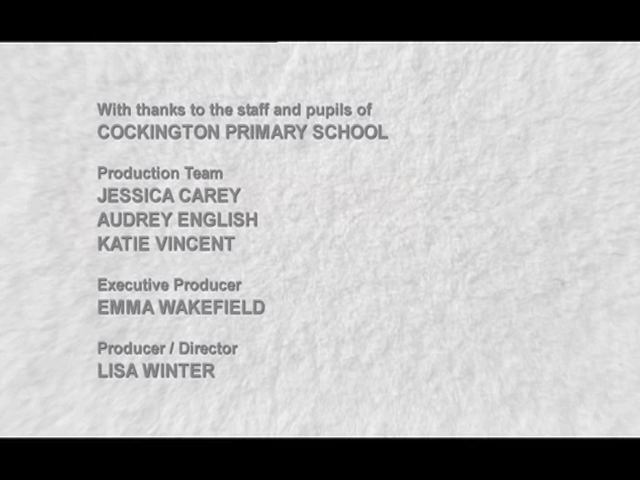 With thanks to the staff and pupils of
COCKINGTON PRIMARY SCHOOL
Production Team
JESSICA CAREY
AUDREY ENGLISH
KATIE VINCENT
Executive Producer
EMMA WAKEFIELD
Producer / Director
LISA WINTER